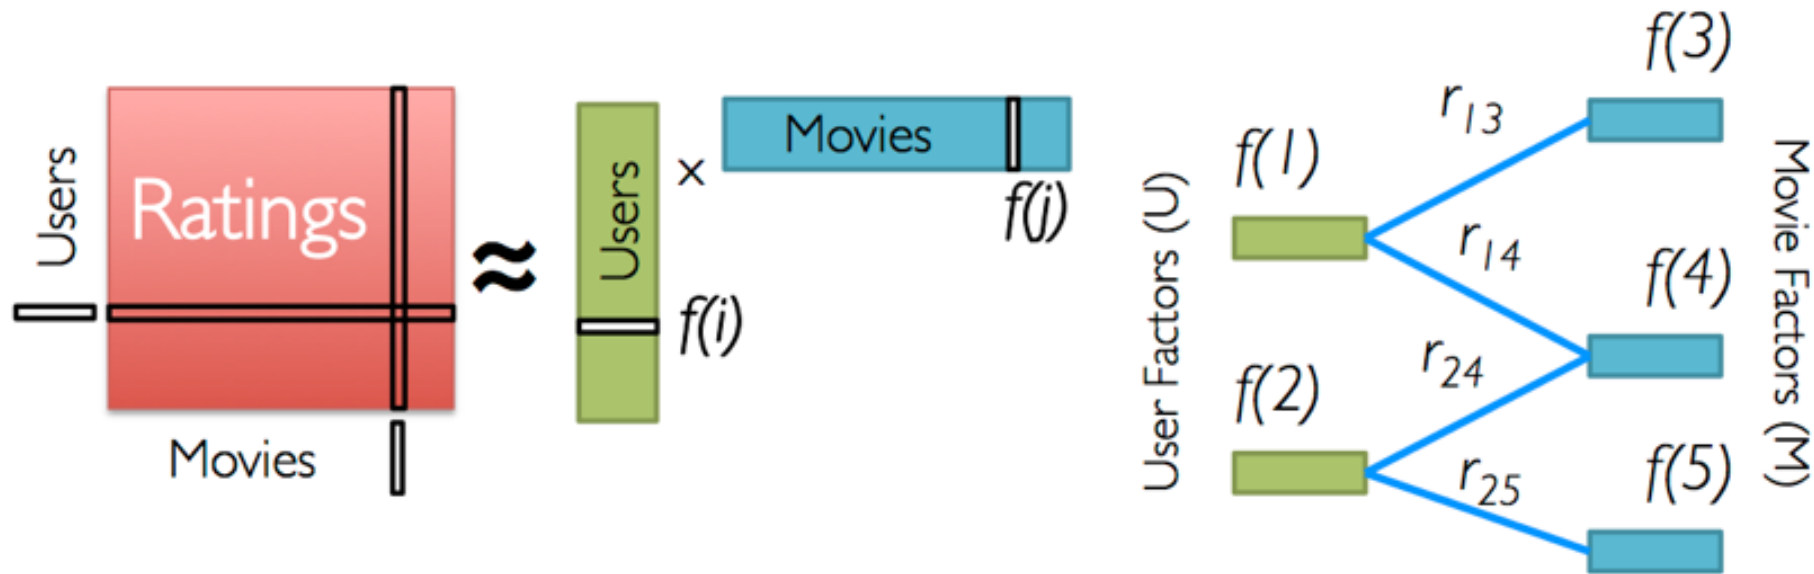 Users
Ratings
Movies
≈
Users
f(i)
x
Movies
f(j)
User Factors (U)
f(1)
f(2)
r13
r14
r24
r25
f(3)
f(4)
f(5)
Movie Factors (M)